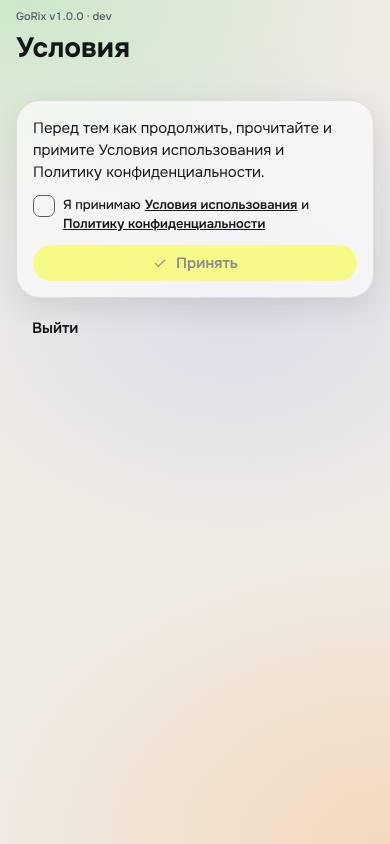 GoRix v1.0.0 · dev
Условия
Перед тем как продолжить, прочитайте и
примите Условия использования и
Политику конфиденциальности.
Я принимаю Условия использования и
Политику конфиденциальности
Принять
Выйти